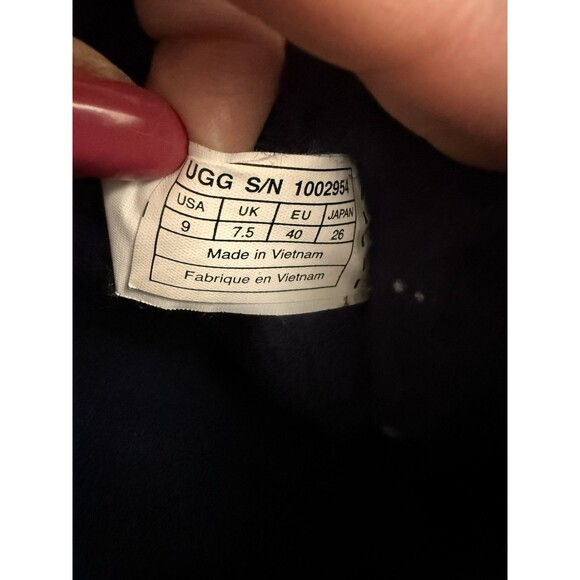 UGG S/N 1002954
USA UK EU JAPAN
9 7.5 40 26
Made in Vietnam
Fabrique en Vietnam